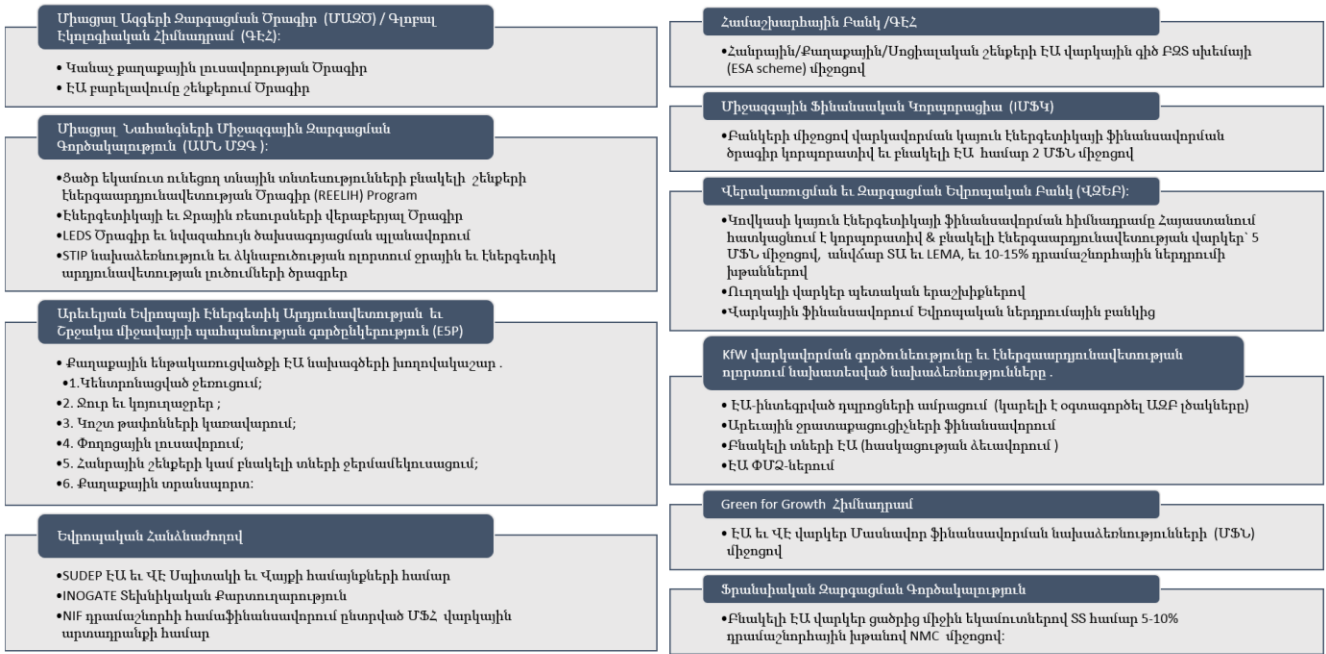 Միացյալ Ազգերի Զարգացման Ծրագիր (ՄԱԶԾ) / Գլոբալ
Էկոլոգիական Հիմնադրամ (ԳԷՀ):
• Կանաչ քաղաքային լուսավորության Ծրագիր
• ԷԱ բարելավումը շենքերում Ծրագիր
Միացյալ Նահանգների Միջազգային Զարգացման
Գործակալություն (ԱՄՆ ՄԶԳ ):
•Ցածր եկամուտ ունեցող տնային տնտեսությունների բնակելի շենքերի
էներգաարդյունավետության Ծրագիր (REELIH) Program
•Էներգետիկայի եւ Ջրային ռեսուրսների վերաբերյալ Ծրագիր
•LEDS Ծրագիր եւ նվազահույն ծախսագոյացման պլանավորում
•STIP նախաձեռնություն եւ ձկնաբուծության ոլորտում ջրային եւ էներգետիկ
արդյունավետության լուծումների ծրագրեր
Արեւելյան Եվրոպայի Էներգետիկ Արդյունավետության եւ
Շրջակա միջավայրի պահպանության գործընկերություն (E5P)
• Քաղաքային ենթակառուցվածքի ԷԱ նախագծերի խողովակաշար .
•1.Կենտրոնացված ջեռուցում;
•2. Ջուր եւ կոյուղաջրեր ;
•3. Կոշտ թափոնների կառավարում;
•4. Փողոցային լուսավորում;
•5. Հանրային շենքերի կամ բնակելի տների ջերմամեկուսացում;
•6. Քաղաքային տրանսպորտ:
Եվրոպական Հանձնաժողով
•SUDEP ԷԱ եւ ՎԷ Սպիտակի եւ Վայքի համայնքների համար
•INOGATE Տեխնիկական Քարտուղարություն
•NIF դրամաշնորհի համաֆինանսավորում ընտրված ՄՖՀ վարկային
արտադրանքի համար
Համաշխարհային Բանկ /ԳԷՀ
•Հանրային/Քաղաքային/Սոցիալական շենքերի ԷԱ վարկային գիծ ԲԶՏ սխեմայի
(ESA scheme) միջոցով
Միջազգային Ֆինանսական Կորպորացիա (IՄՖԿ)
•Բանկերի միջոցով վարկավորման կայուն էներգետիկայի ֆինանսավորման
ծրագիր կորպորատիվ եւ բնակելի ԷԱ համար 2 ՄՖՆ միջոցով
Վերակառուցման եւ Զարգացման Եվրոպական Բանկ (ՎԶԵԲ):
•Կովկասի կայուն էներգետիկայի ֆինանսավորման հիմնադրամը Հայաստանում
հատկացնում է կորպորատիվ & բնակելի էներգաարդյունավետության վարկեր՝ 5
ՄՖՆ միջոցով, անվճար ՏԱ եւ LEMA, եւ 10-15% դրամաշնորհային ներդրումի
խթաններով
•Ուղղակի վարկեր պետական երաշխիքներով
•Վարկային ֆինանսավորում Եվրոպական ներդրումային բանկից
KfW վարկավորման գործունեությունը եւ էներգաարդյունավետության
ոլորտում նախատեսված նախաձեռնությունները .
• ԷԱ-ինտեգրված դպրոցների ամրացում (կարելի է օգտագործել ԱԶԲ լծակները)
•Արեւային ջրատաքացուցիչների ֆինանսավորում
•Բնակելի տների ԷԱ (հասկացության ձեւավորում )
•ԷԱ ՓՄՁ-ներում
Green for Growth Հիմնադրամ
• ԷԱ եւ ՎԷ վարկեր Մասնավոր ֆինանսավորման նախաձեռնությունների (ՄՖՆ)
միջոցով
Ֆրանսիական Զարգացման Գործակալություն
•Բնակելի ԷԱ վարկեր ցածրից միջին եկամուտներով ՏՏ համար 5-10%
դրամաշնորհային խթանով NMC միջոցով: